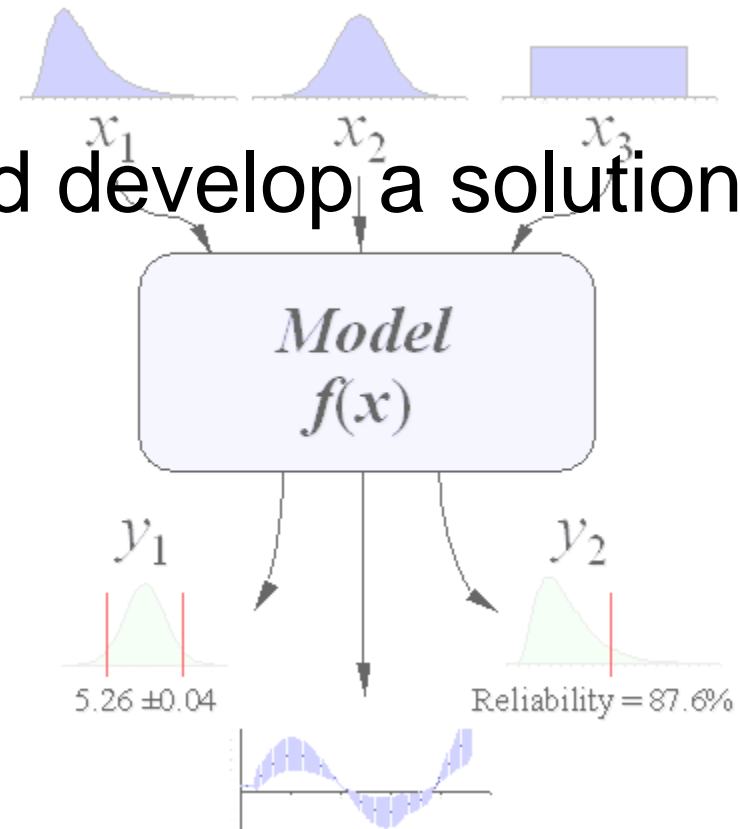 x1 x2 x3
d develop a solution
Model
f(x)
y1 y2
5.26 ±0.04 Reliability = 87.6%